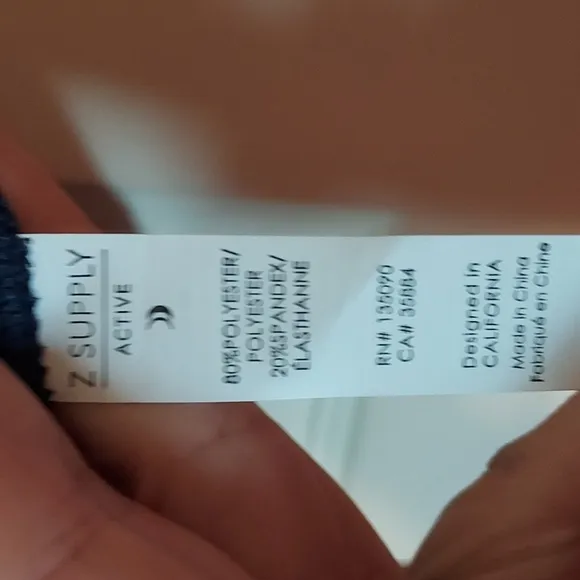 Z SUPPLY
ACTIVE
80%POLYESTER/
POLYESTER
20%SPANDEX/
ÉLASTHANNE
RN# 135090
CA# 35884
Designed in
CALIFORNIA
Made in China
Fabriqué en Chine